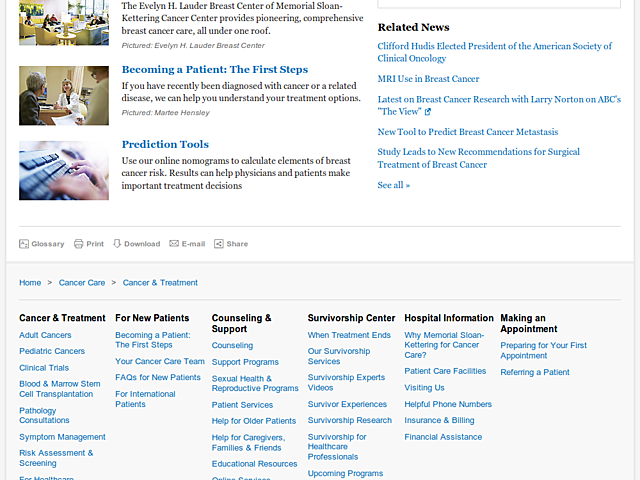 The Evelyn H. Lauder Breast Center of Memorial Sloan-
Kettering Cancer Center provides pioneering, comprehensive
breast cancer care, all under one roof.
Pictured: Evelyn H. Lauder Breast Center
Becoming a Patient: The First Steps
If you have recently been diagnosed with cancer or a related
disease, we can help you understand your treatment options.
Pictured: Martee Hensley
Prediction Tools
Use our online nomograms to calculate elements of breast
cancer risk. Results can help physicians and patients make
important treatment decisions
Related News
Clifford Hudis Elected President of the American Society of
Clinical Oncology
MRI Use in Breast Cancer
Latest on Breast Cancer Research with Larry Norton on ABC's
"The View"
New Tool to Predict Breast Cancer Metastasis
Study Leads to New Recommendations for Surgical
Treatment of Breast Cancer
See all »
Glossary Print Download E-mail Share
Home > Cancer Care > Cancer & Treatment
Cancer & Treatment
Adult Cancers
Pediatric Cancers
Clinical Trials
Blood & Marrow Stem
Cell Transplantation
Pathology
Consultations
Symptom Management
Risk Assessment &
Screening
For Healthcare
For New Patients
Becoming a Patient:
The First Steps
Your Cancer Care Team
FAQs for New Patients
For International
Patients
Counseling &
Support
Counseling
Support Programs
Sexual Health &
Reproductive Programs
Patient Services
Help for Older Patients
Help for Caregivers,
Families & Friends
Educational Resources
Online Services
Survivorship Center
When Treatment Ends
Our Survivorship
Services
Survivorship Experts
Videos
Survivor Experiences
Survivorship Research
Survivorship for
Healthcare
Professionals
Upcoming Programs
Hospital Information
Why Memorial Sloan-
Kettering for Cancer
Care?
Patient Care Facilities
Visiting Us
Helpful Phone Numbers
Insurance & Billing
Financial Assistance
Making an
Appointment
Preparing for Your First
Appointment
Referring a Patient